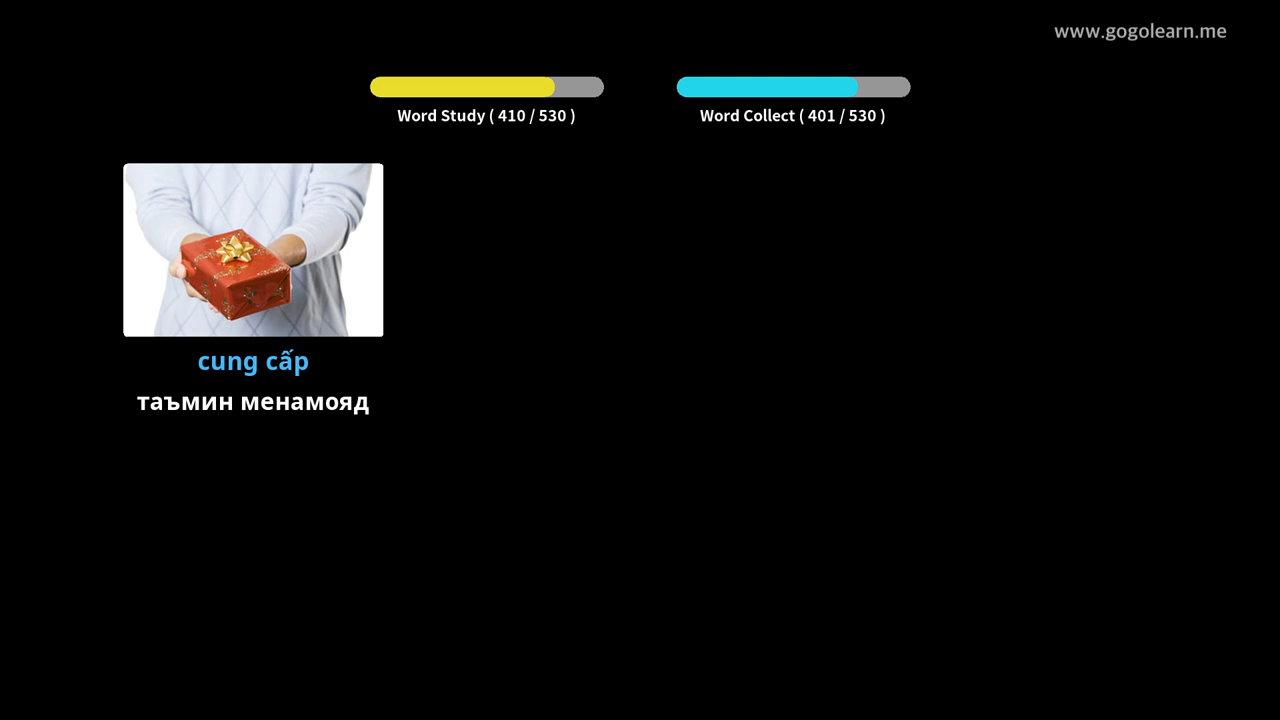 www.gogolearn.me
Word Study ( 410 / 530 )
Word Collect ( 401 / 530 )
cung cấp
таъмин менамояд